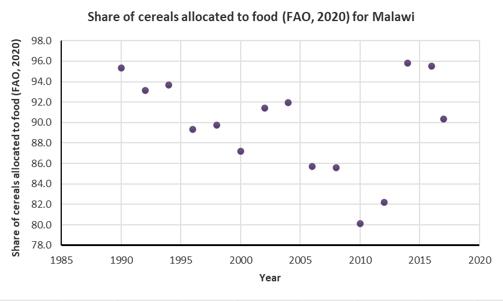 Share of cereals allocated to food (FAO, 2020) for Malawi
Share of cereals allocated to food (FAO, 2020)
98.0
96.0
94.0
92.0
90.0
88.0
86.0
84.0
82.0
80.0
78.0
1985 1990 1995 2000 2005 2010 2015 2020
Year